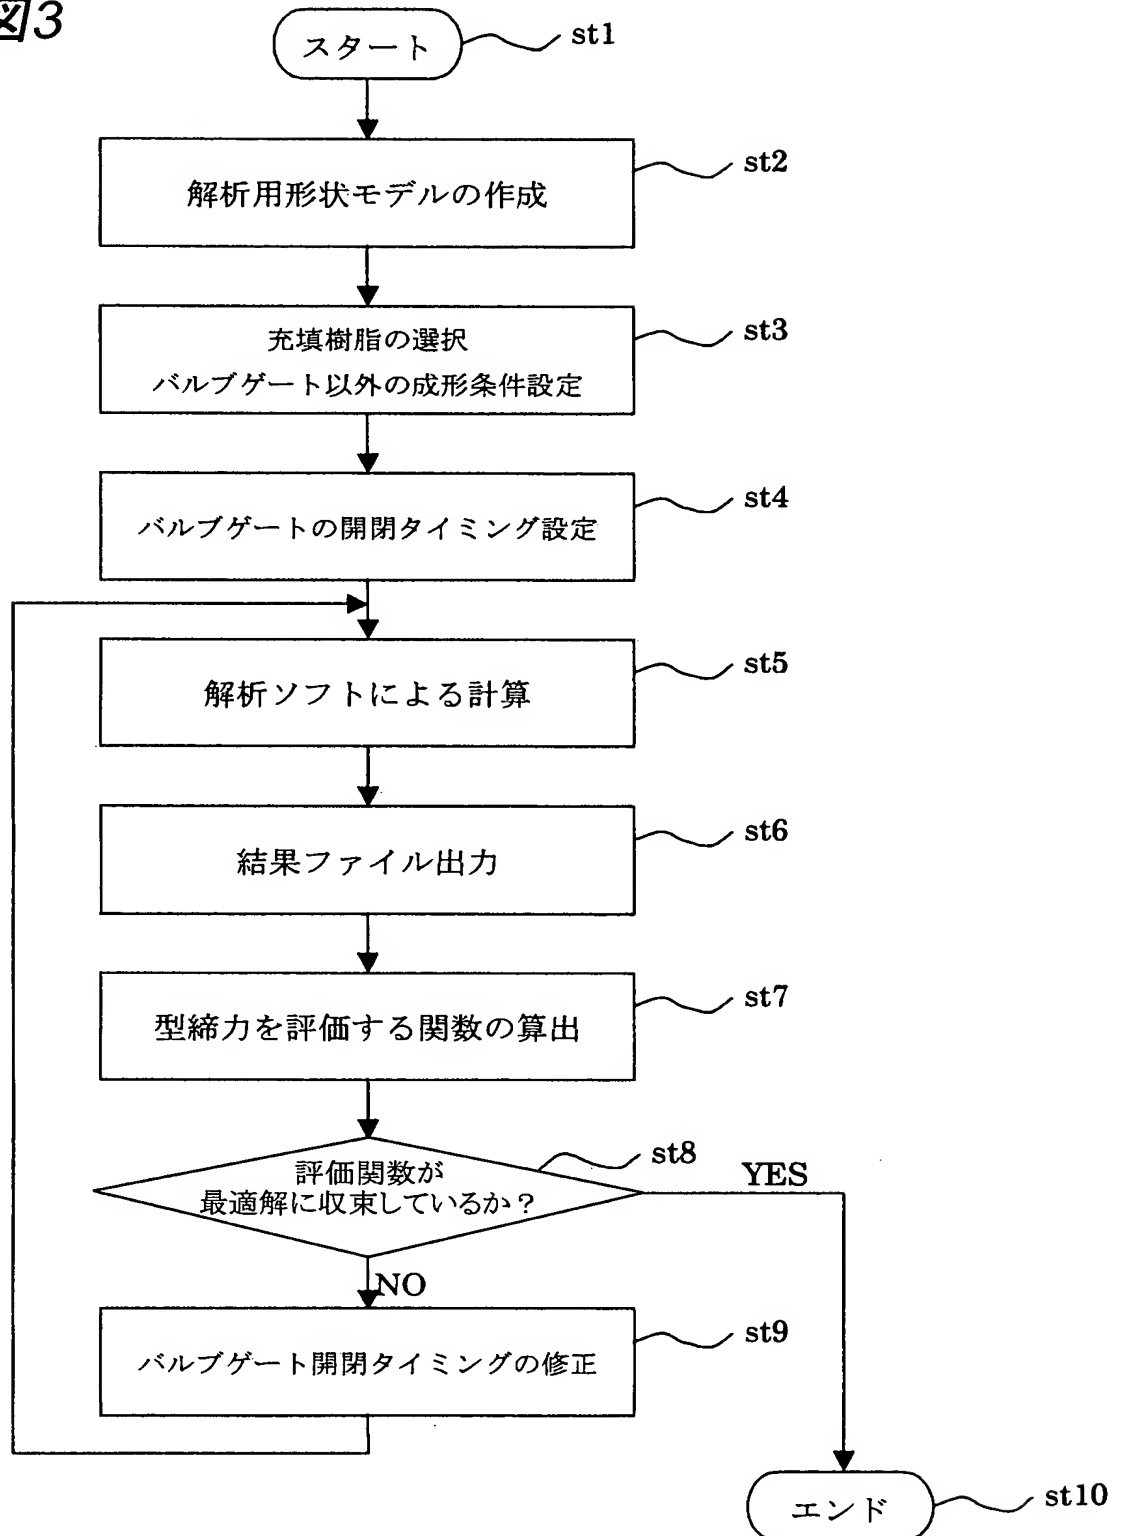 図3
スタート
st1
解析用形状モデルの作成
st2
充填樹脂の選択
バルブゲート以外の成形条件設定
st3
バルブゲートの開閉タイミング設定
st4
解析ソフトによる計算
st5
結果ファイル出力
st6
型締力を評価する関数の算出
st7
評価関数が
最適解に収束しているか？
st8
YES
NO
バルブゲート開閉タイミングの修正
st9
エンド
st10